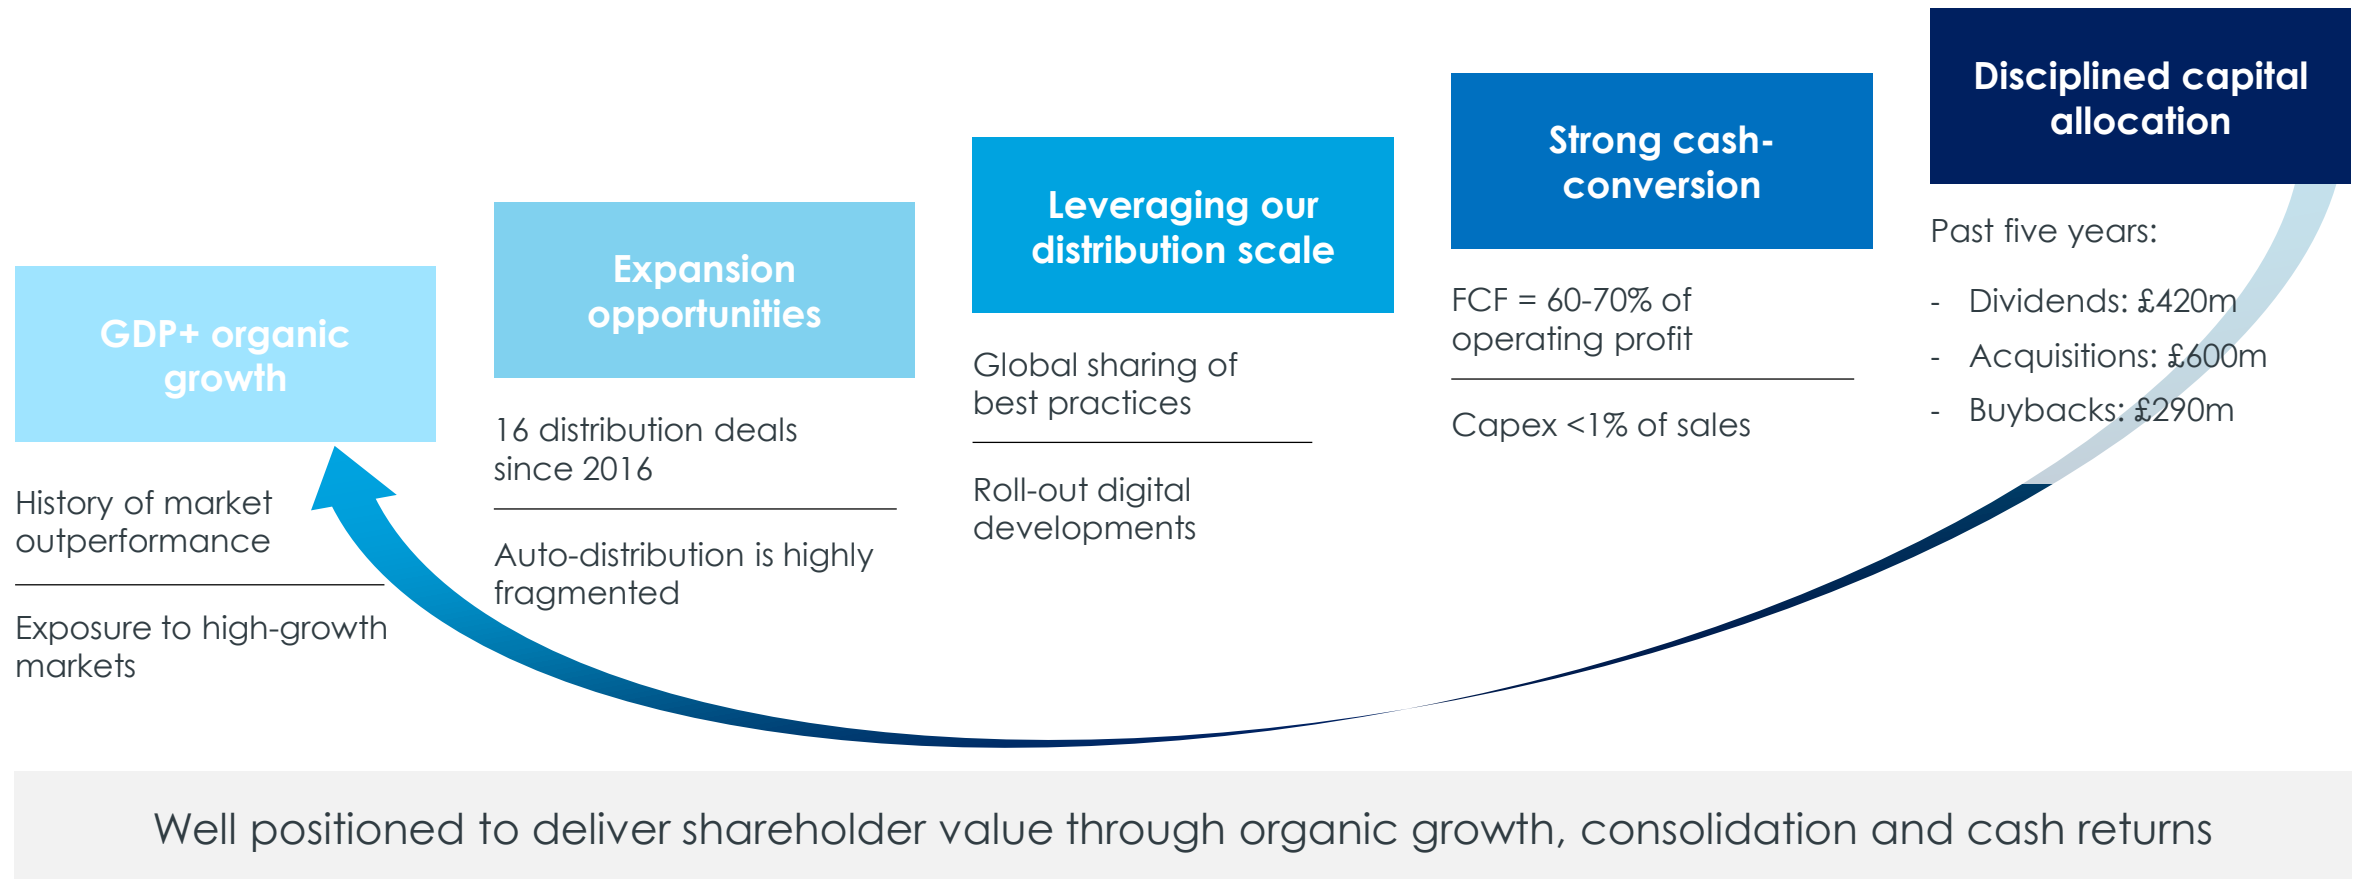 GDP+ organic
growth
History of market
outperformance
Exposure to high-growth
markets
Expansion
opportunities
16 distribution deals
since 2016
Auto-distribution is highly
fragmented
Leveraging our
distribution scale
Global sharing of
best practices
Roll-out digital
developments
Strong cash-
conversion
FCF = 60-70% of
operating profit
Capex <1% of sales
Disciplined capital
allocation
Past five years:
- Dividends: £420m
- Acquisitions: £600m
- Buybacks: £290m
Well positioned to deliver shareholder value through organic growth, consolidation and cash returns